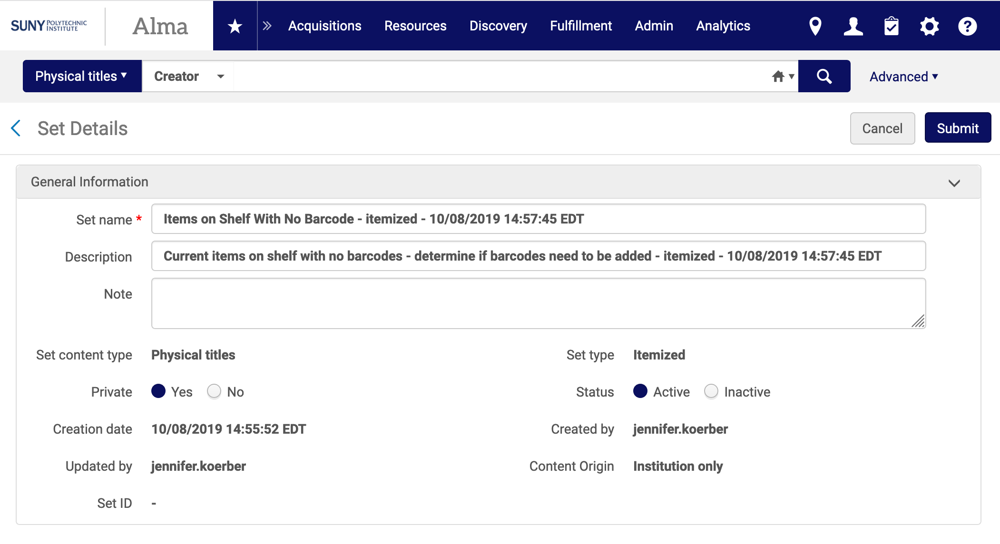 SUNY POLYTECHNIC INSTITUTE
Alma
Acquisitions Resources Discovery Fulfillment Admin Analytics
Physical titles Creator Advanced
Set Details Cancel Submit
General Information
Set name * Items on Shelf With No Barcode - itemized - 10/08/2019 14:57:45 EDT
Description Current items on shelf with no barcodes - determine if barcodes need to be added - itemized - 10/08/2019 14:57:45 EDT
Note
Set content type Physical titles Set type Itemized
Private Yes No Status Active Inactive
Creation date 10/08/2019 14:55:52 EDT Created by jennifer.koerber
Updated by jennifer.koerber Content Origin Institution only
Set ID -